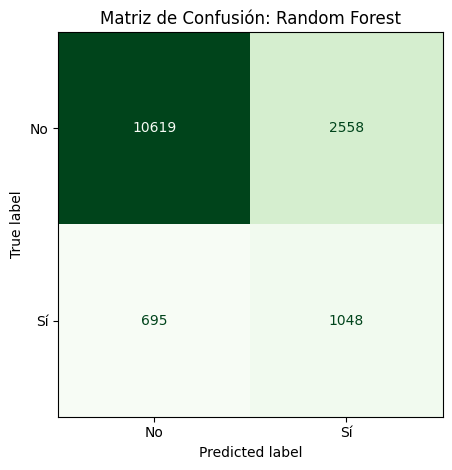 Matriz de Confusión: Random Forest
No
10619
2558
True label
Sí
695
1048
No
Sí
Predicted label